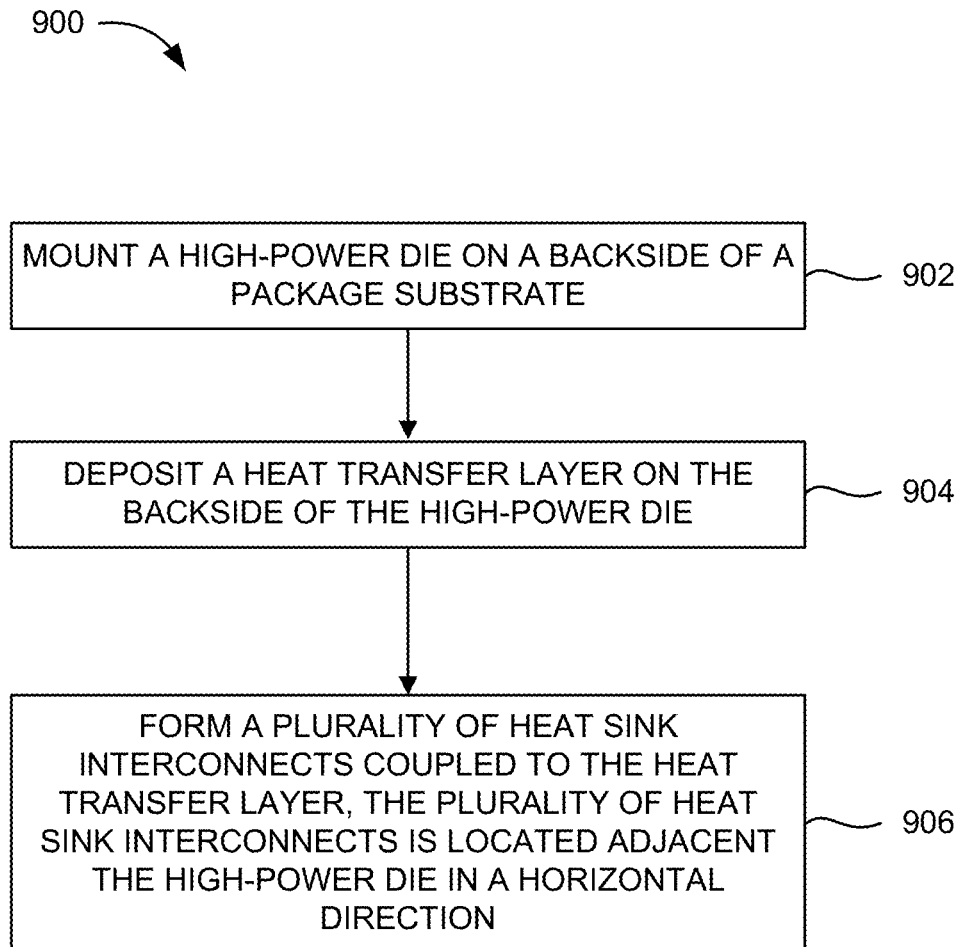 900
MOUNT A HIGH-POWER DIE ON A BACKSIDE OF A
PACKAGE SUBSTRATE
902
DEPOSIT A HEAT TRANSFER LAYER ON THE
BACKSIDE OF THE HIGH-POWER DIE
904
FORM A PLURALITY OF HEAT SINK
INTERCONNECTS COUPLED TO THE HEAT
TRANSFER LAYER, THE PLURALITY OF HEAT
SINK INTERCONNECTS IS LOCATED ADJACENT
THE HIGH-POWER DIE IN A HORIZONTAL
DIRECTION
906